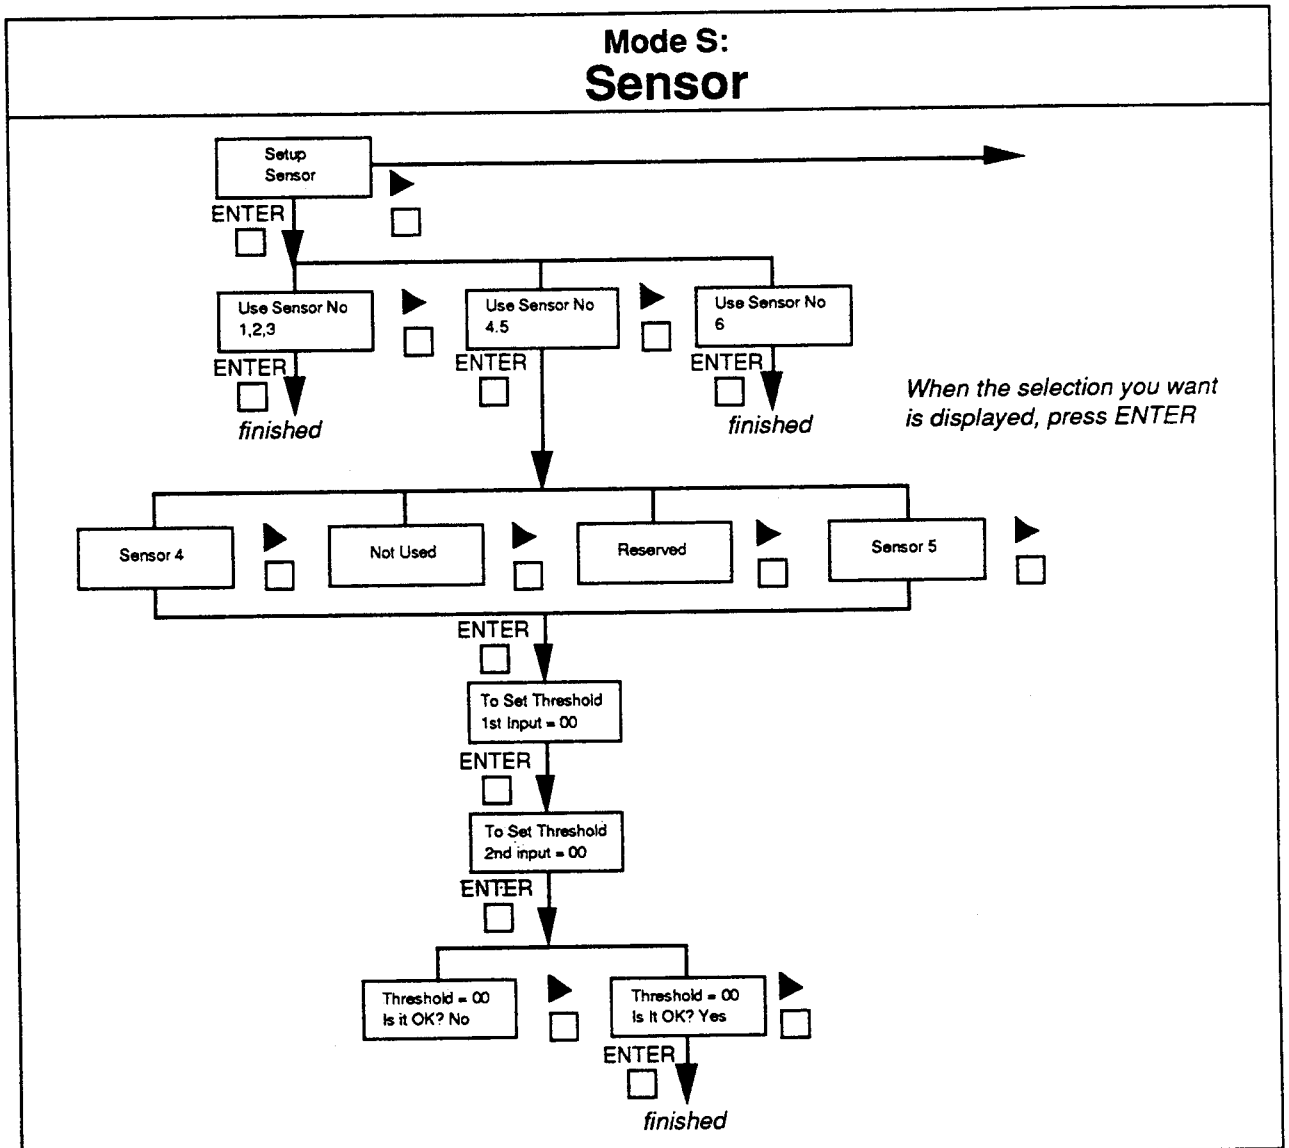 Mode S:
Sensor
Setup
Sensor
ENTER
Use Sensor No
1,2,3
Use Sensor No
4.5
Use Sensor No
6
ENTER
ENTER
ENTER
finished
finished
When the selection you want
is displayed, press ENTER
Sensor 4
Not Used
Reserved
Sensor 5
ENTER
To Set Threshold
1st Input = 00
ENTER
To Set Threshold
2nd input = 00
ENTER
Threshold = 00
Is it OK? No
Threshold = 00
Is It OK? Yes
ENTER
finished